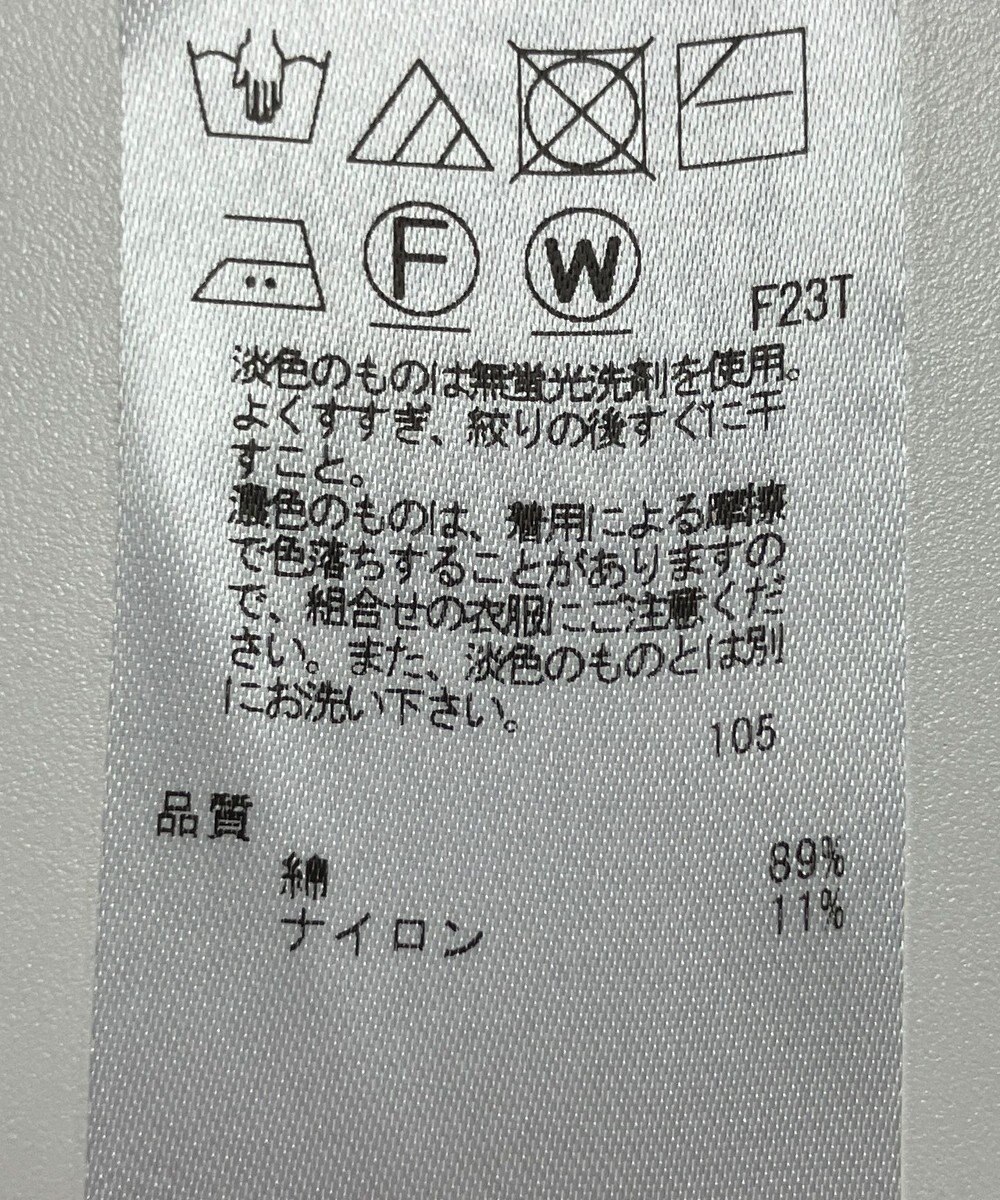 F W F23T
淡色のものは無蛍光洗剤を使用。
よくすすぎ、絞りの後すぐに干
すこと。
濃色のものは、着用による摩擦
で色落ちすることがありますの
で、組合せの衣服にご注意くだ
さい。また、淡色のものとは別
にお洗い下さい。
105
品質
綿 89%
ナイロン 11%